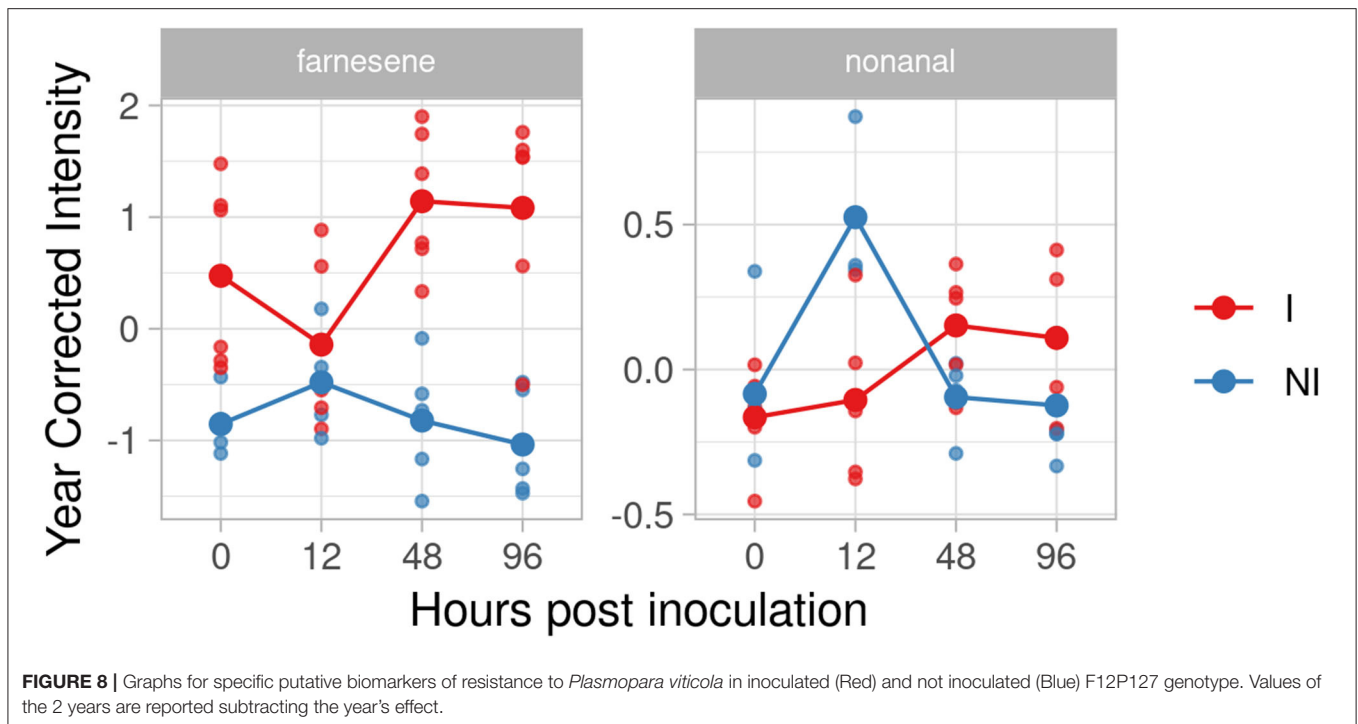 farnesene
nonanal
Year Corrected Intensity
2
1
0
-1
0.5
0.0
-0.5
0 12 48 96
0 12 48 96
Hours post inoculation
I
NI
FIGURE 8 | Graphs for specific putative biomarkers of resistance to Plasmopara viticola in inoculated (Red) and not inoculated (Blue) F12P127 genotype. Values of
the 2 years are reported subtracting the year's effect.